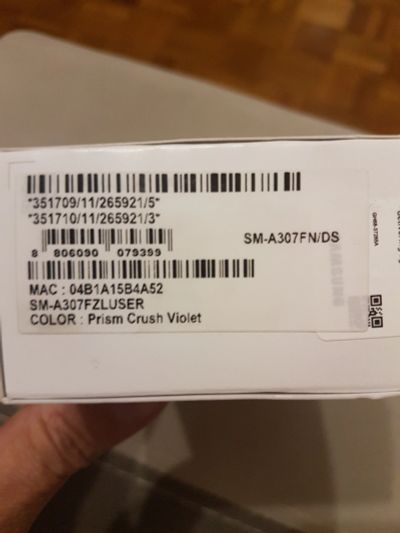 *351709/11/265921/5*
*351710/11/265921/3*
SM-A307FN/DS
8 806090 079399
MAC : 04B1A15B4A52
SM-A307FZLUSER
COLOR : Prism Crush Violet
SAMSUNG